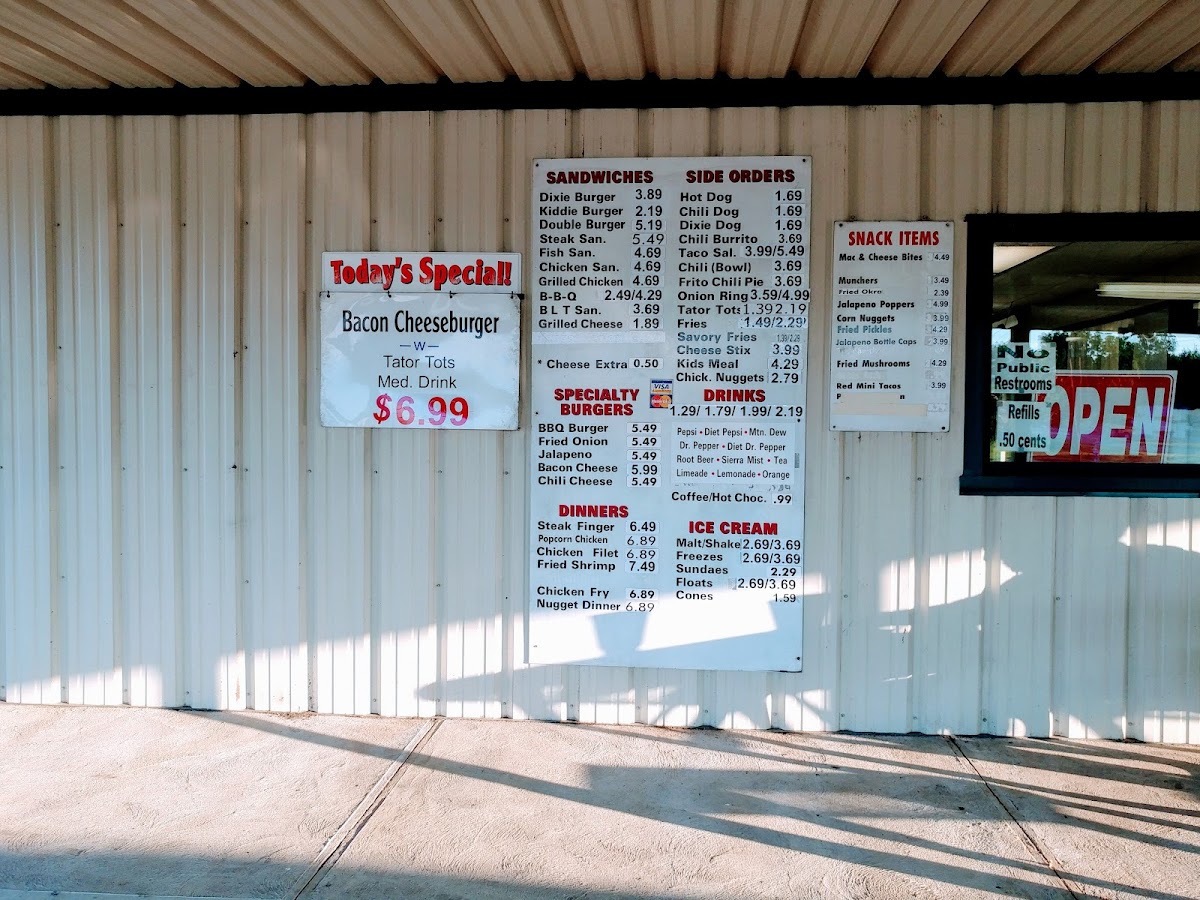 Today's Special!
Bacon Cheeseburger
-W-
Tator Tots
Med. Drink
$6.99
SANDWICHES
Dixie Burger 3.89
Kiddie Burger 2.19
Double Burger 5.19
Steak San. 5.49
Fish San. 4.69
Chicken San. 4.69
Grilled Chicken 4.69
B-B-Q 2.49/4.29
B L T San. 3.69
Grilled Cheese 1.89
* Cheese Extra 0.50
SPECIALTY
BURGERS
BBQ Burger 5.49
Fried Onion 5.49
Jalapeno 5.49
Bacon Cheese 5.99
Chili Cheese 5.49
DINNERS
Steak Finger 6.49
Popcorn Chicken 6.89
Chicken Filet 6.89
Fried Shrimp 7.49
Chicken Fry 6.89
Nugget Dinner 6.89
SIDE ORDERS
Hot Dog 1.69
Chili Dog 1.69
Dixie Dog 1.69
Chili Burrito 3.69
Taco Sal. 3.99/5.49
Chili (Bowl) 3.69
Frito Chili Pie 3.69
Onion Ring 3.59/4.99
Tator Tots 1.39 2.19
Fries 1.49/2.29
Savory Fries
Cheese Stix 3.99
Kids Meal 4.29
Chick. Nuggets 2.79
VISA
DRINKS
1.29/ 1.79/ 1.99/ 2.19
Pepsi • Diet Pepsi • Mtn. Dew
Dr. Pepper • Diet Dr. Pepper
Root Beer • Sierra Mist • Tea
Limeade • Lemonade • Orange
Coffee/Hot Choc. .99
ICE CREAM
Malt/Shake 2.69/3.69
Freezes 2.69/3.69
Sundaes 2.29
Floats 2.69/3.69
Cones 1.59
SNACK ITEMS
Mac & Cheese Bites 4.49
Munchers 3.49
Fried Okra 2.39
Jalapeno Poppers 4.99
Corn Nuggets 3.99
Fried Pickles 4.29
Jalapeno Bottle Caps 3.99
Fried Mushrooms 4.29
Red Mini Tacos 3.99
No
Public
Restrooms
Refills
.50 cents
OPEN